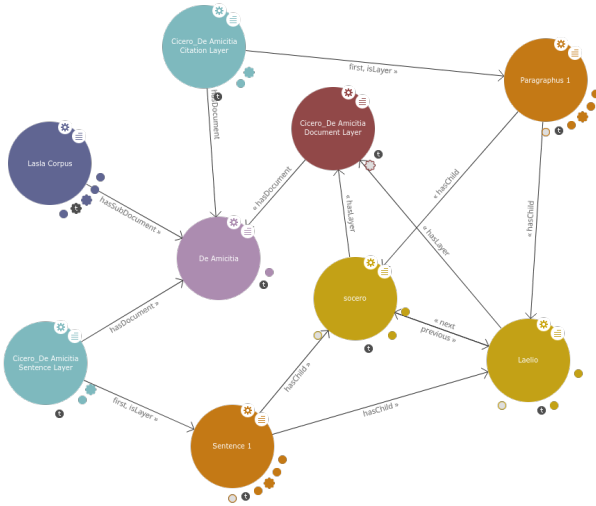 Cicero_De Amicitia
Citation Layer
first, isLayer »
Paragraphus 1
hasDocument
Cicero_De Amicitia
Document Layer
Lasla Corpus
« hasDocument
« hasChild
hasSubDocument »
« hasLayer
« hasLayer
« hasChild
De Amicitia
socero
« next
previous »
hasDocument »
Laelio
Cicero_De Amicitia
Sentence Layer
hasChild »
first, isLayer »
hasChild »
Sentence 1